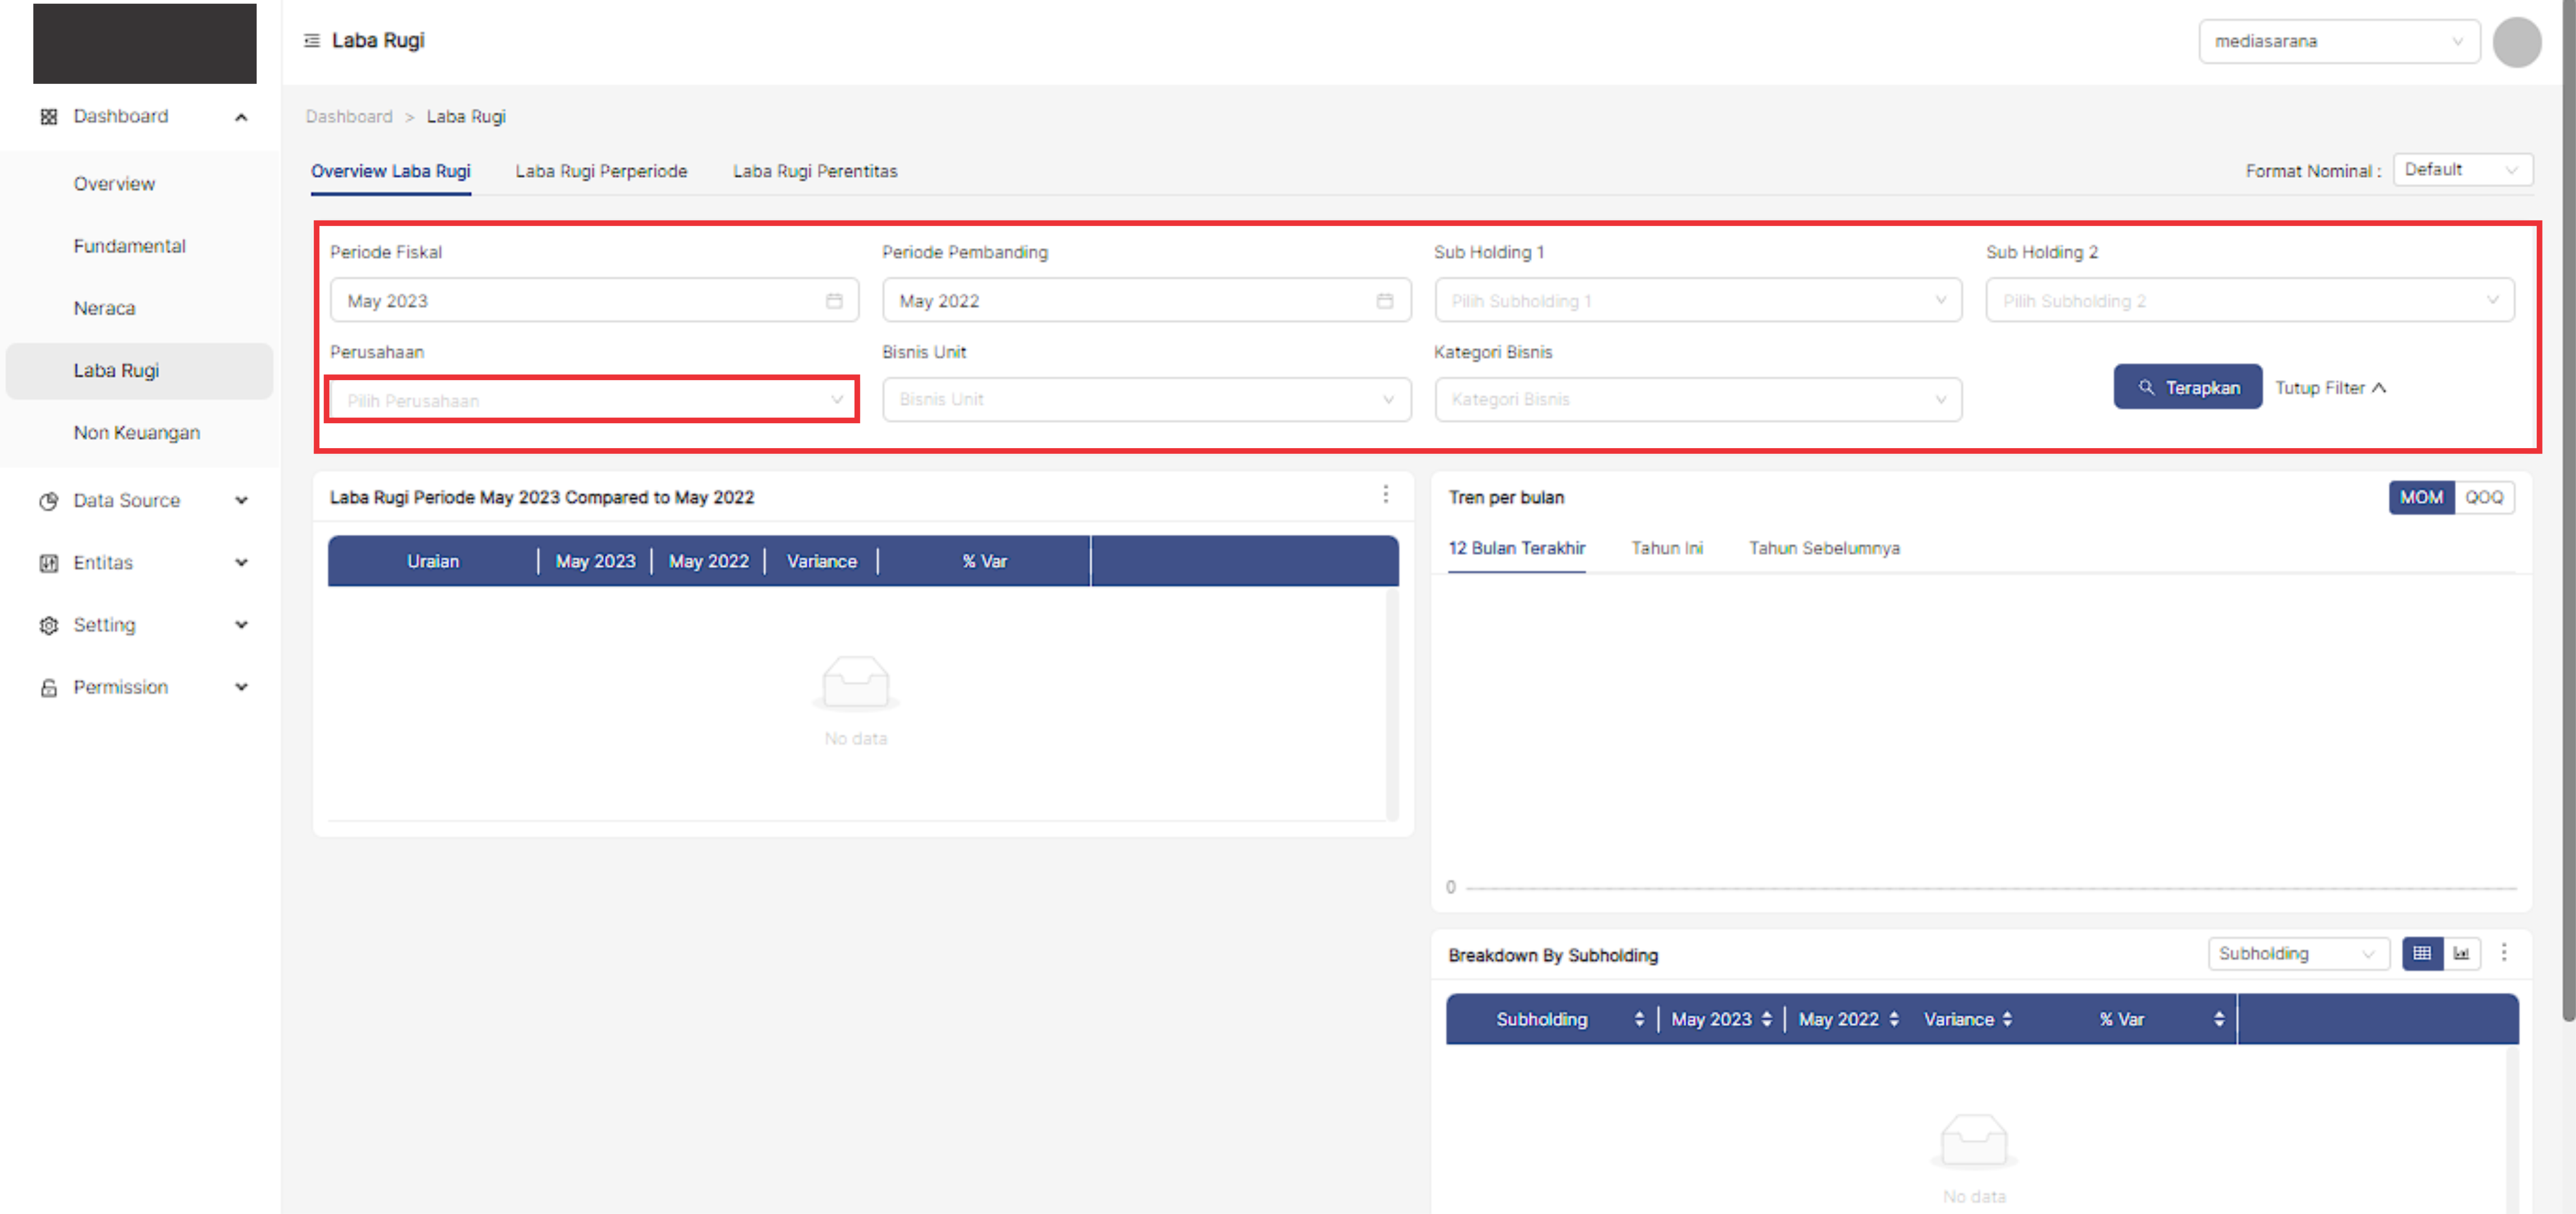 Laba Rugi
mediasarana
Dashboard
Overview
Fundamental
Neraca
Laba Rugi
Non Keuangan
Data Source
Entitas
Setting
Permission
Dashboard > Laba Rugi
Overview Laba Rugi Laba Rugi Perperiode Laba Rugi Perentitas
Format Nominal : Default
Periode Fiskal Periode Pembanding Sub Holding 1 Sub Holding 2
May 2023 May 2022 Pilih Subholding 1 Pilih Subholding 2
Perusahaan Bisnis Unit Kategori Bisnis
Pilih Perusahaan Bisnis Unit Kategori Bisnis Terapkan Tutup Filter
Laba Rugi Periode May 2023 Compared to May 2022
Uraian May 2023 May 2022 Variance % Var
No data
Tren per bulan MOM QOQ
12 Bulan Terakhir Tahun Ini Tahun Sebelumnya
0
Breakdown By Subholding Subholding
Subholding May 2023 May 2022 Variance % Var
No data